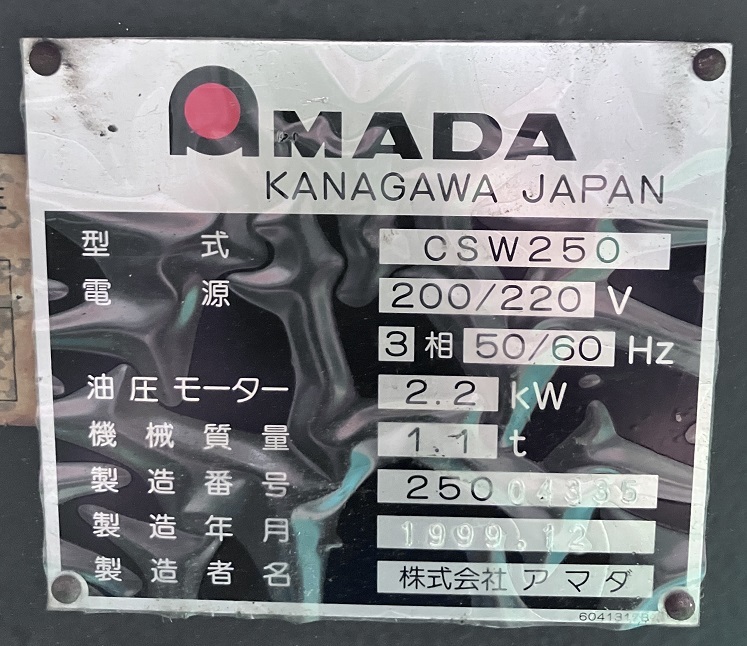 AMADA
KANAGAWA JAPAN
型式 CSW250
電源 200/220 V
3相 50/60 Hz
油圧モーター 2.2 kW
機械質量 1.1 t
製造番号 25004335
製造年月 1999.12
製造者名 株式会社アマダ